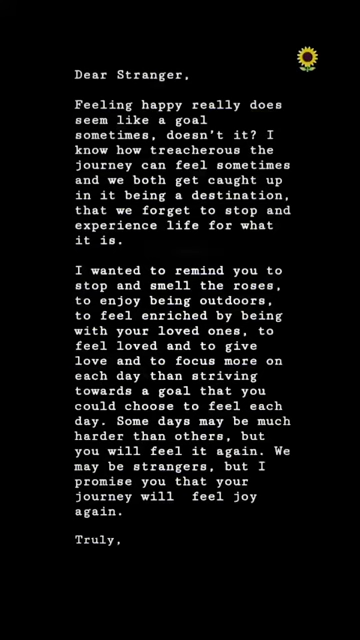 Dear Stranger,
Feeling happy really does
seem like a goal
sometimes, doesn't it? I
know how treacherous the
journey can feel sometimes
and we both get caught up
in it being a destination,
that we forget to stop and
experience life for what
it is.
I wanted to remind you to
stop and smell the roses,
to enjoy being outdoors,
to feel enriched by being
with your loved ones, to
feel loved and to give
love and to focus more on
each day than striving
towards a goal that you
could choose to feel each
day. Some days may be much
harder than others, but
you will feel it again. We
may be strangers, but I
promise you that your
journey will  feel joy
again.
Truly,